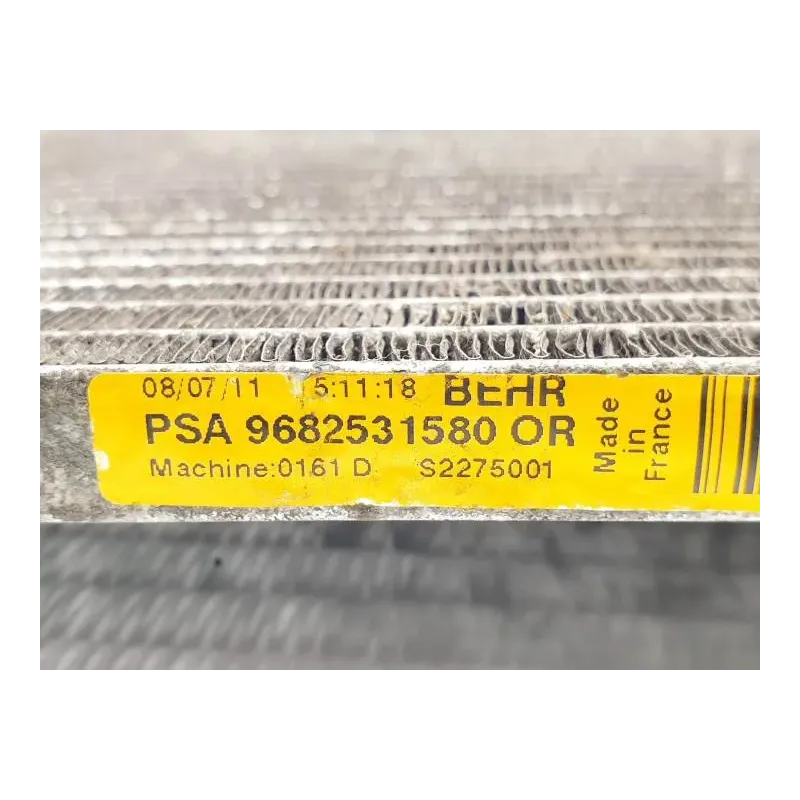 08/07/11 5:11:18 BEHR
PSA 9682531580 OR
Machine:0161 D S2275001
Made
in
France